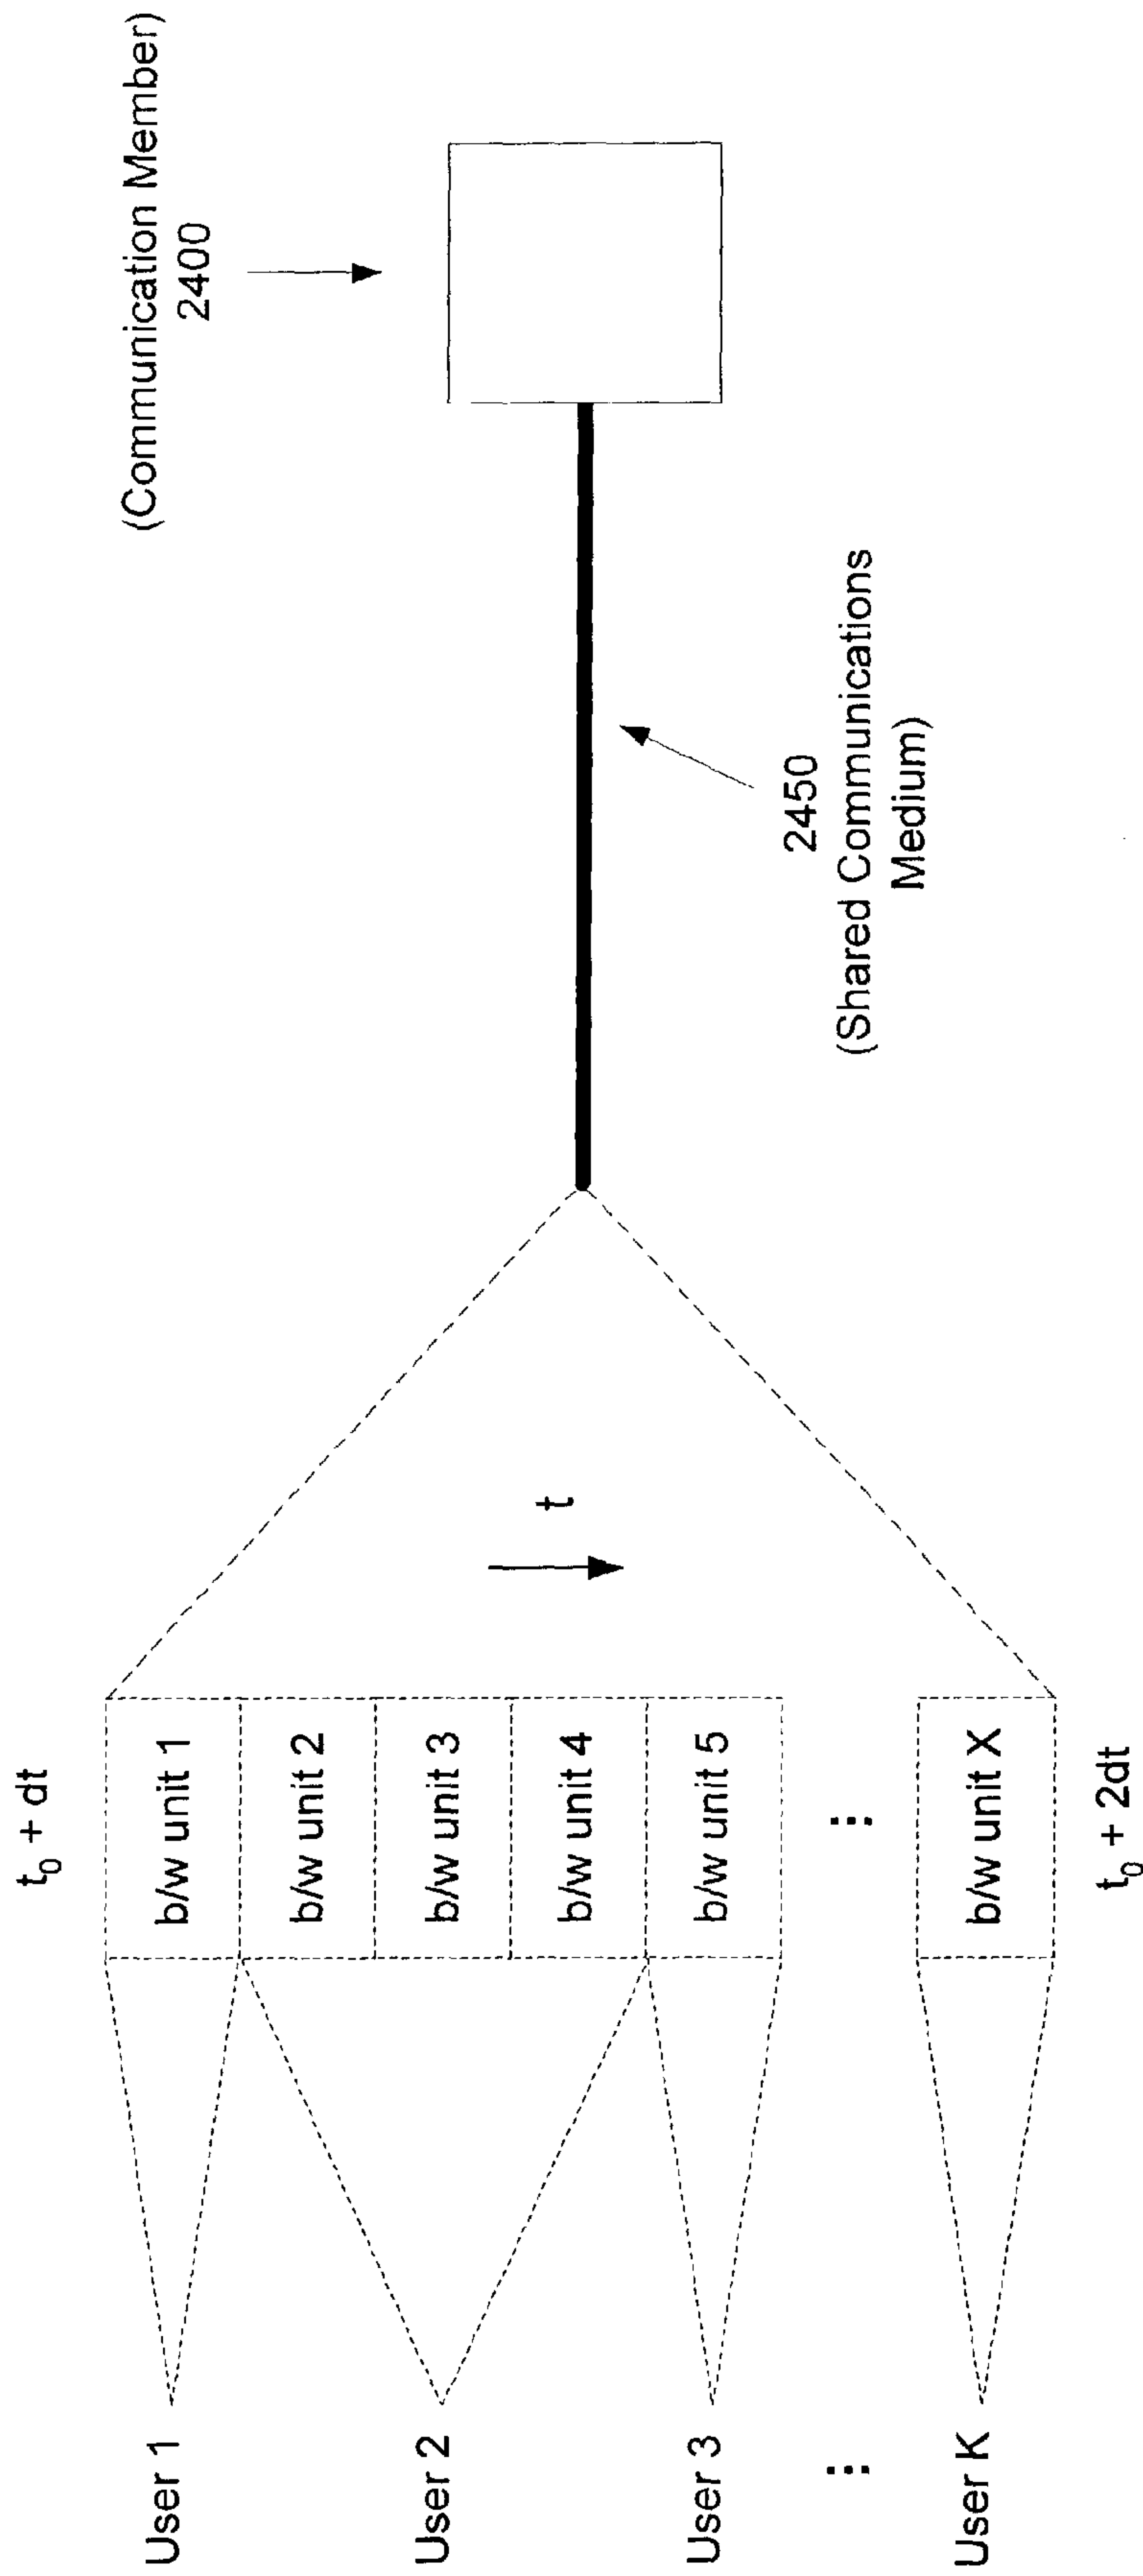 (Communication Member)
2400
t₀ + dt
User 1
b/w unit 1
b/w unit 2
User 2
b/w unit 3
t
b/w unit 4
2450
(Shared Communications
Medium)
User 3
b/w unit 5
⋮
⋮
User K
b/w unit X
t₀ + 2dt